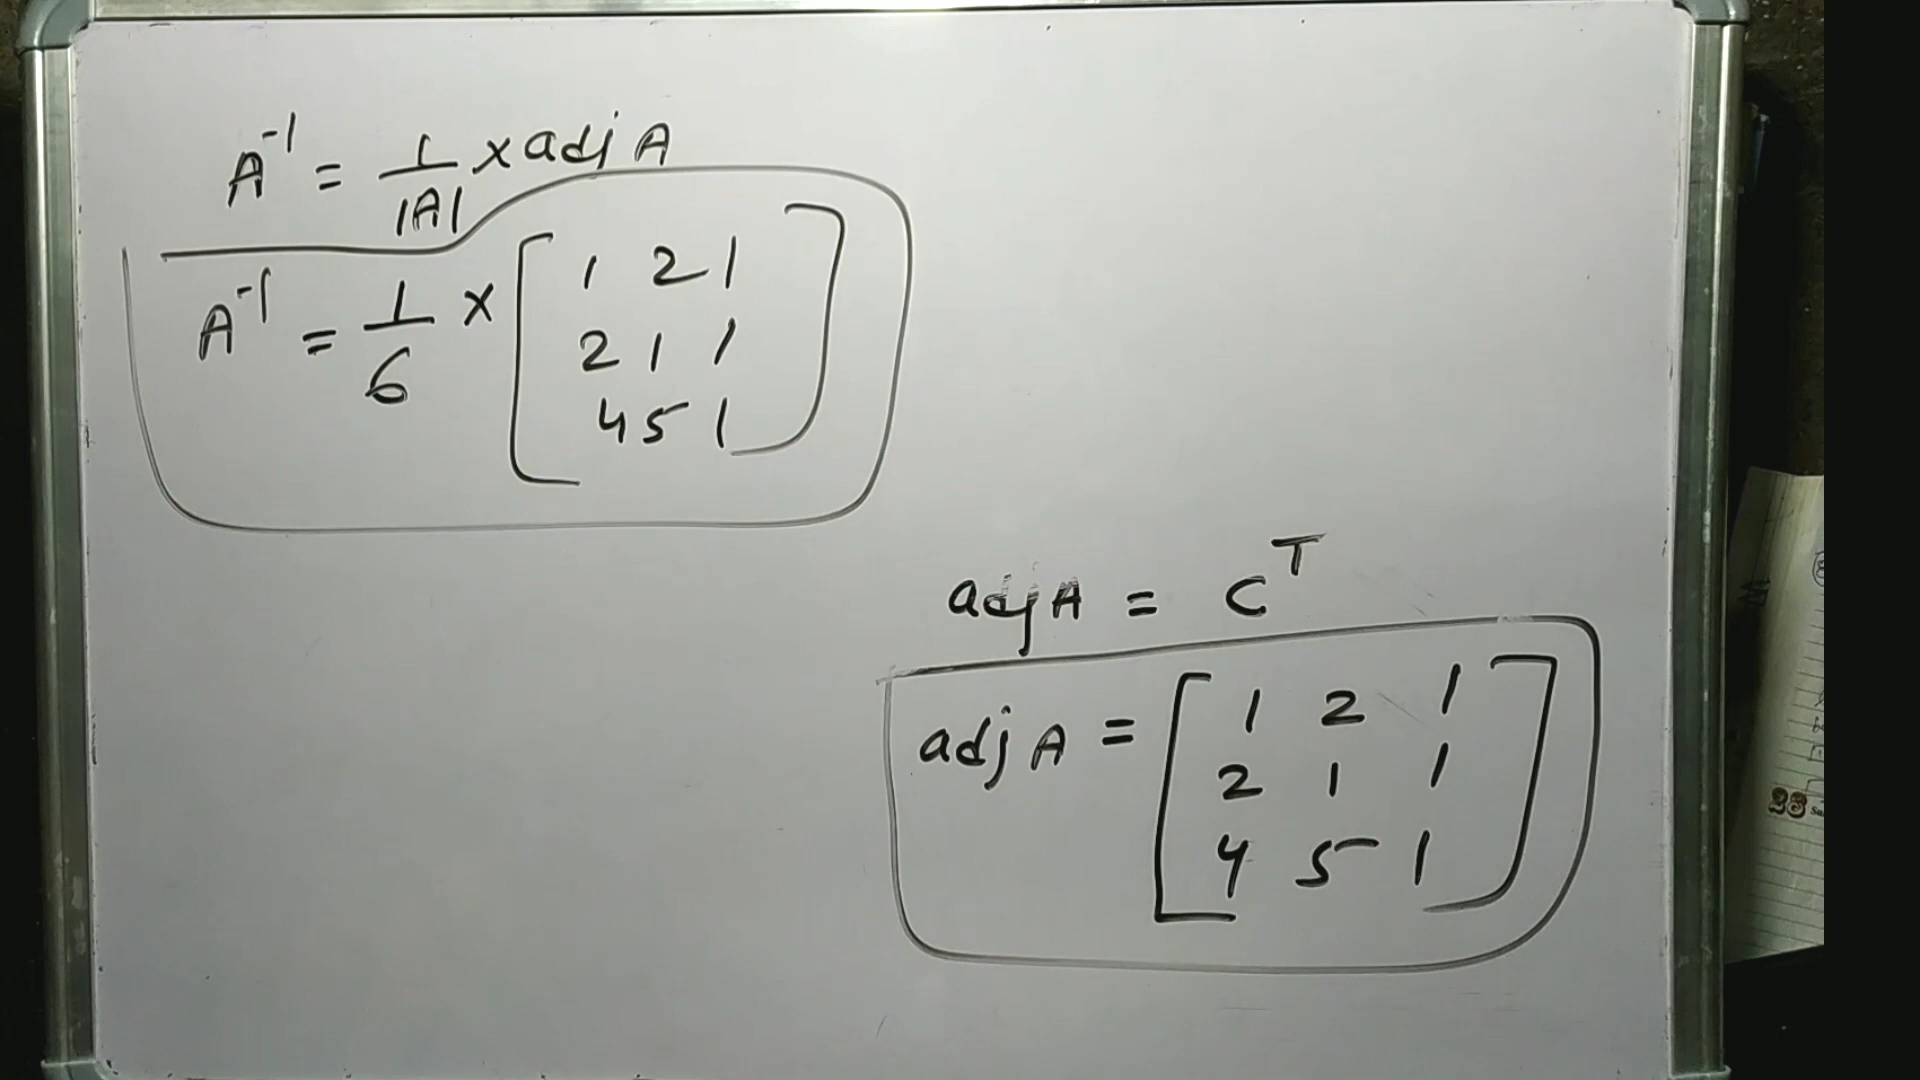 A⁻¹ = 1/|A| × adj A
A⁻¹ = 1/6 × [
1 2 1
2 1 1
4 5 1
]
adj A = Cᵀ
adj A = [
1 2 1
2 1 1
4 5 1
]
28